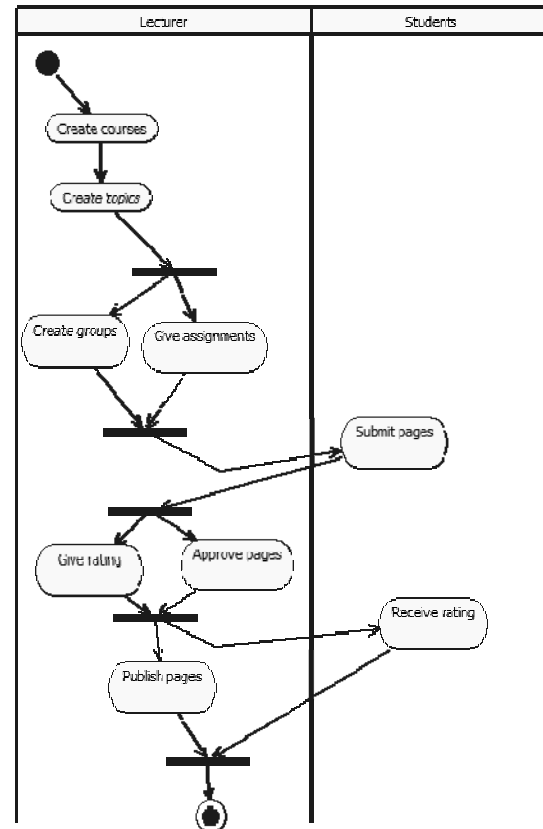 Lecturer
Students
Create courses
Create topics
Create groups
Give assignments
Submit pages
Give rating
Approve pages
Receive rating
Publish pages